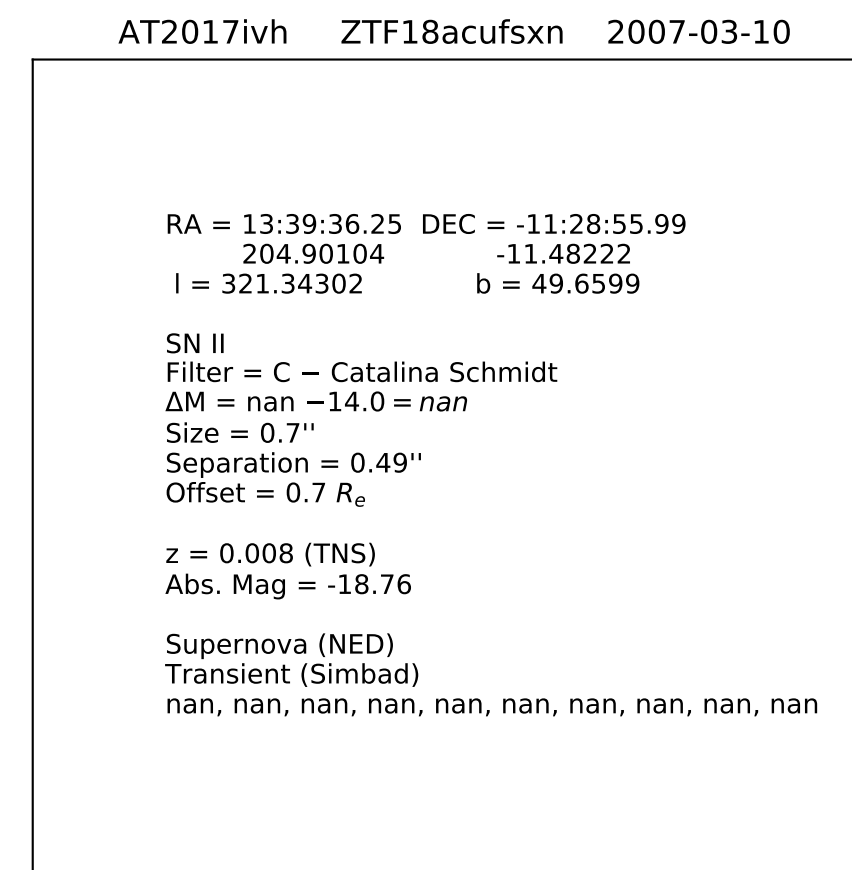 AT2017ivh ZTF18acufsxn 2007-03-10
RA = 13:39:36.25 DEC = -11:28:55.99
204.90104 -11.48222
l = 321.34302 b = 49.6599
SN II
Filter = C − Catalina Schmidt
ΔM = nan −14.0 = nan
Size = 0.7''
Separation = 0.49''
Offset = 0.7 Re
z = 0.008 (TNS)
Abs. Mag = -18.76
Supernova (NED)
Transient (Simbad)
nan, nan, nan, nan, nan, nan, nan, nan, nan, nan